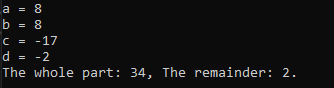 a = 8
b = 8
c = -17
d = -2
The whole part: 34, The remainder: 2.